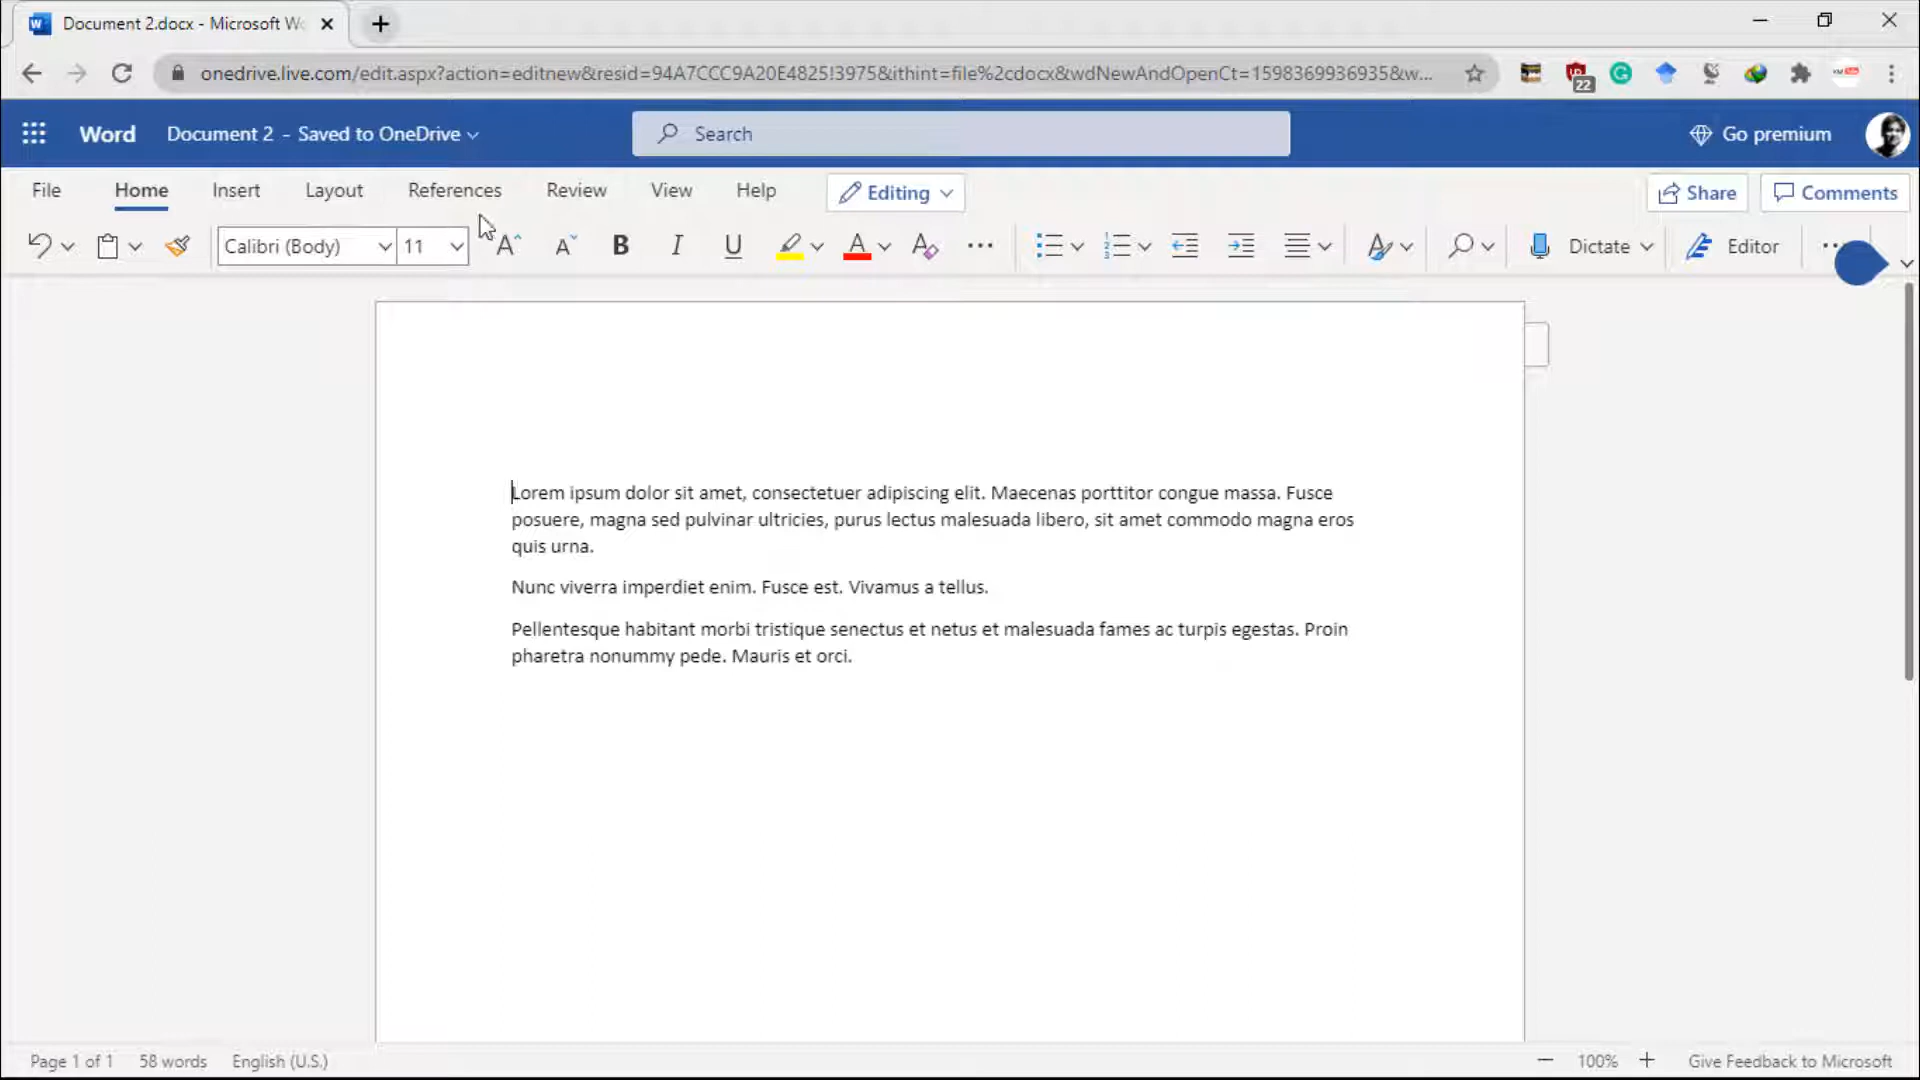 Document 2.docx - Microsoft Wo
onedrive.live.com/edit.aspx?action=editnew&resid=94A7CCC9A20E4825!3975&ithint=file%2cdocx&wdNewAndOpenCt=1598369936935&w...
22
Word Document 2 - Saved to OneDrive Search Go premium
File Home Insert Layout References Review View Help Editing Share Comments
Calibri (Body) 11 A A B I U A A Dictate Editor
Lorem ipsum dolor sit amet, consectetuer adipiscing elit. Maecenas porttitor congue massa. Fusce
posuere, magna sed pulvinar ultricies, purus lectus malesuada libero, sit amet commodo magna eros
quis urna.
Nunc viverra imperdiet enim. Fusce est. Vivamus a tellus.
Pellentesque habitant morbi tristique senectus et netus et malesuada fames ac turpis egestas. Proin
pharetra nonummy pede. Mauris et orci.
Page 1 of 1 58 words English (U.S.) 100% Give Feedback to Microsoft